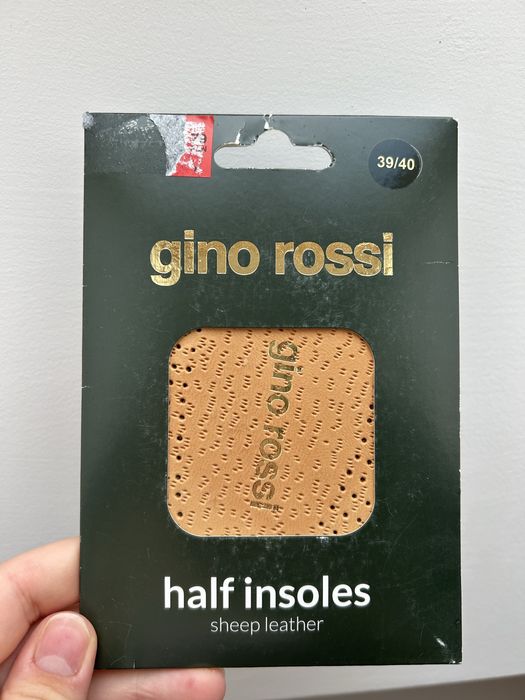 39/40
gino rossi
gino rossi
half insoles
sheep leather